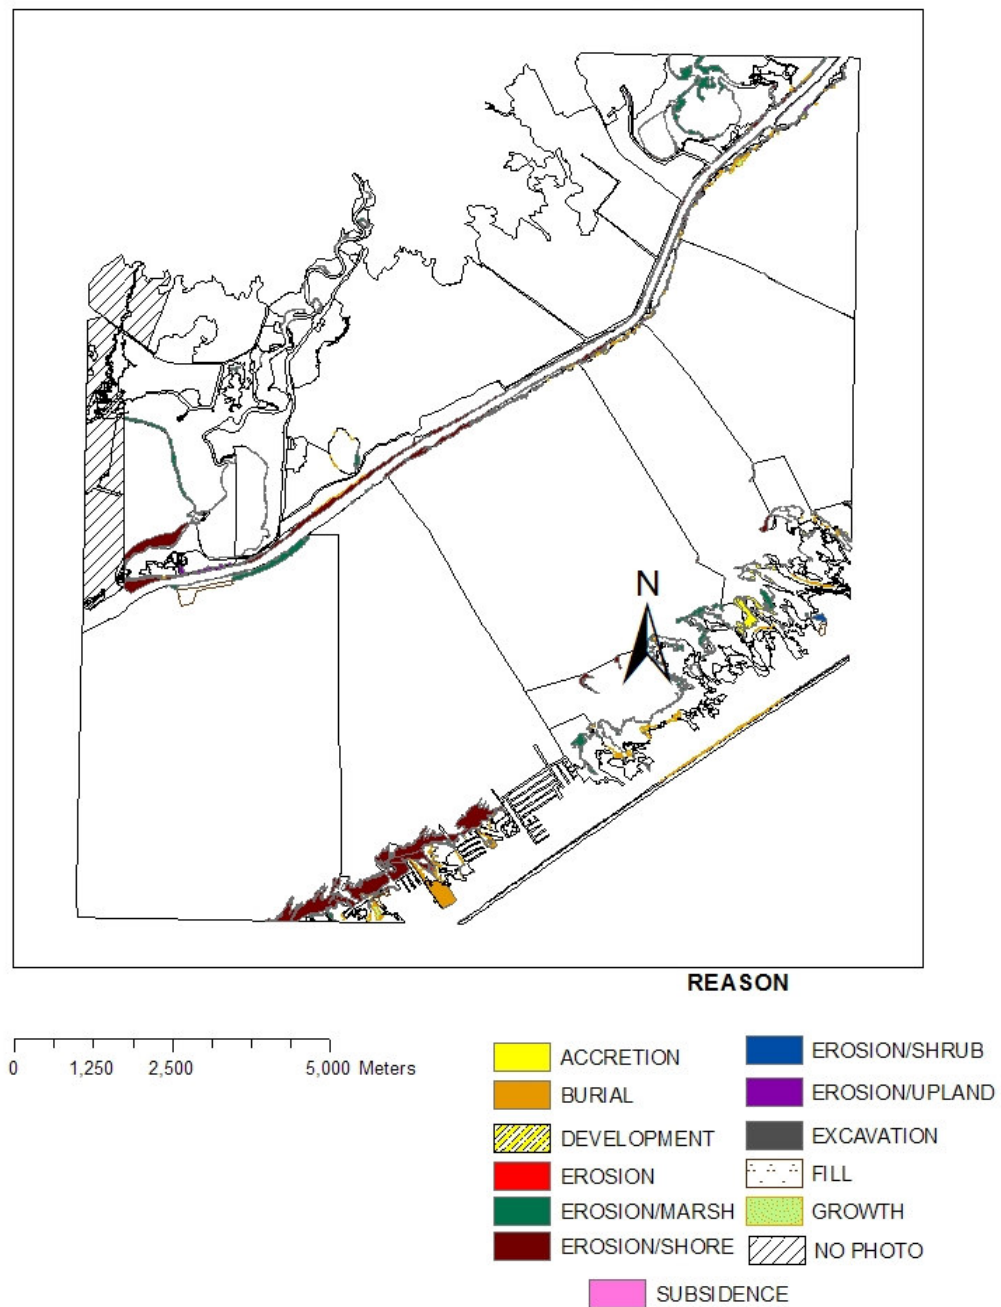 N
REASON
0 1,250 2,500 5,000 Meters
ACCRETION
BURIAL
DEVELOPMENT
EROSION
EROSION/MARSH
EROSION/SHORE
EROSION/SHRUB
EROSION/UPLAND
EXCAVATION
FILL
GROWTH
NO PHOTO
SUBSIDENCE